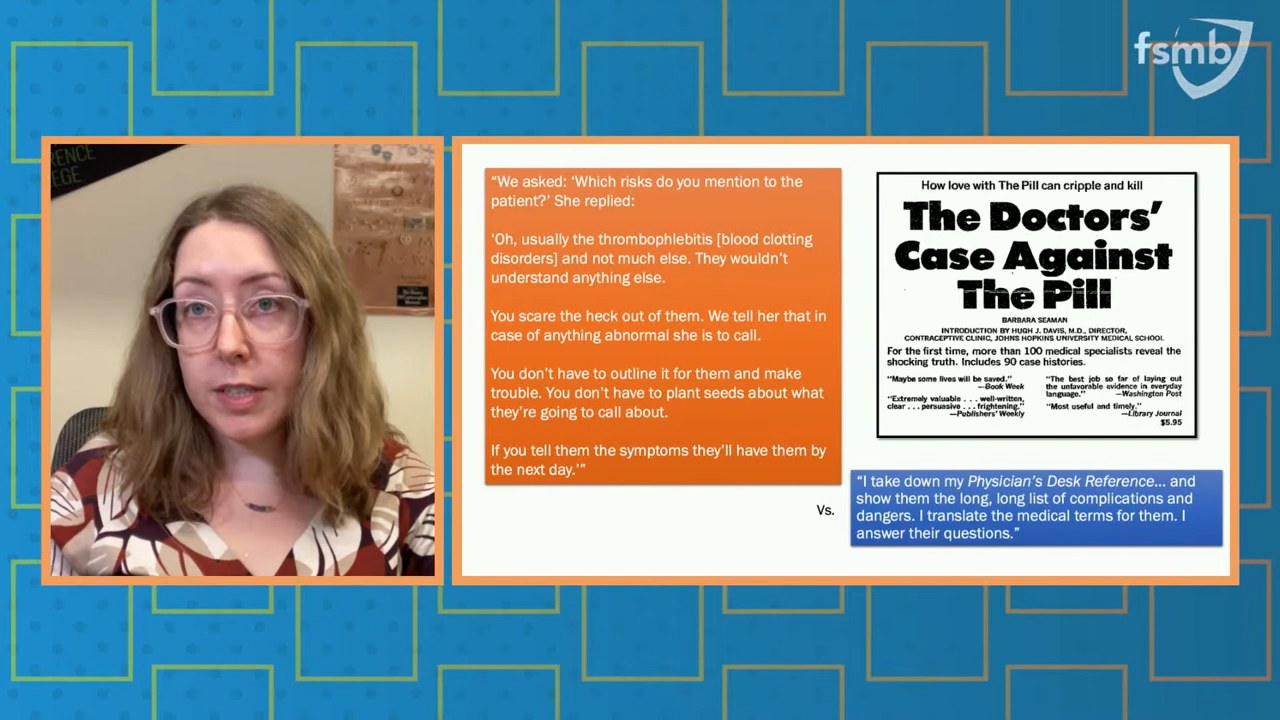 fsmb
RENCE
EGE
“We asked: ‘Which risks do you mention to the
patient?’ She replied:
‘Oh, usually the thrombophlebitis [blood clotting
disorders] and not much else. They wouldn’t
understand anything else.
You scare the heck out of them. We tell her that in
case of anything abnormal she is to call.
You don’t have to outline it for them and make
trouble. You don’t have to plant seeds about what
they’re going to call about.
If you tell them the symptoms they’ll have them by
the next day.’”
Vs.
How love with The Pill can cripple and kill
The Doctors’
Case Against
The Pill
BARBARA SEAMAN
INTRODUCTION BY HUGH J. DAVIS, M.D., DIRECTOR,
CONTRACEPTIVE CLINIC, JOHNS HOPKINS UNIVERSITY MEDICAL SCHOOL
For the first time, more than 100 medical specialists reveal the
shocking truth. Includes 90 case histories.
“Maybe some lives will be saved.”
—Book Week
“Extremely valuable . . . well-written,
clear . . . persuasive . . . frightening.”
—Publishers’ Weekly
“The best job so far of laying out
the unfavorable evidence in everyday
language.” —Washington Post
“Most useful and timely.”
—Library Journal
$5.95
“I take down my Physician’s Desk Reference... and
show them the long, long list of complications and
dangers. I translate the medical terms for them. I
answer their questions.”